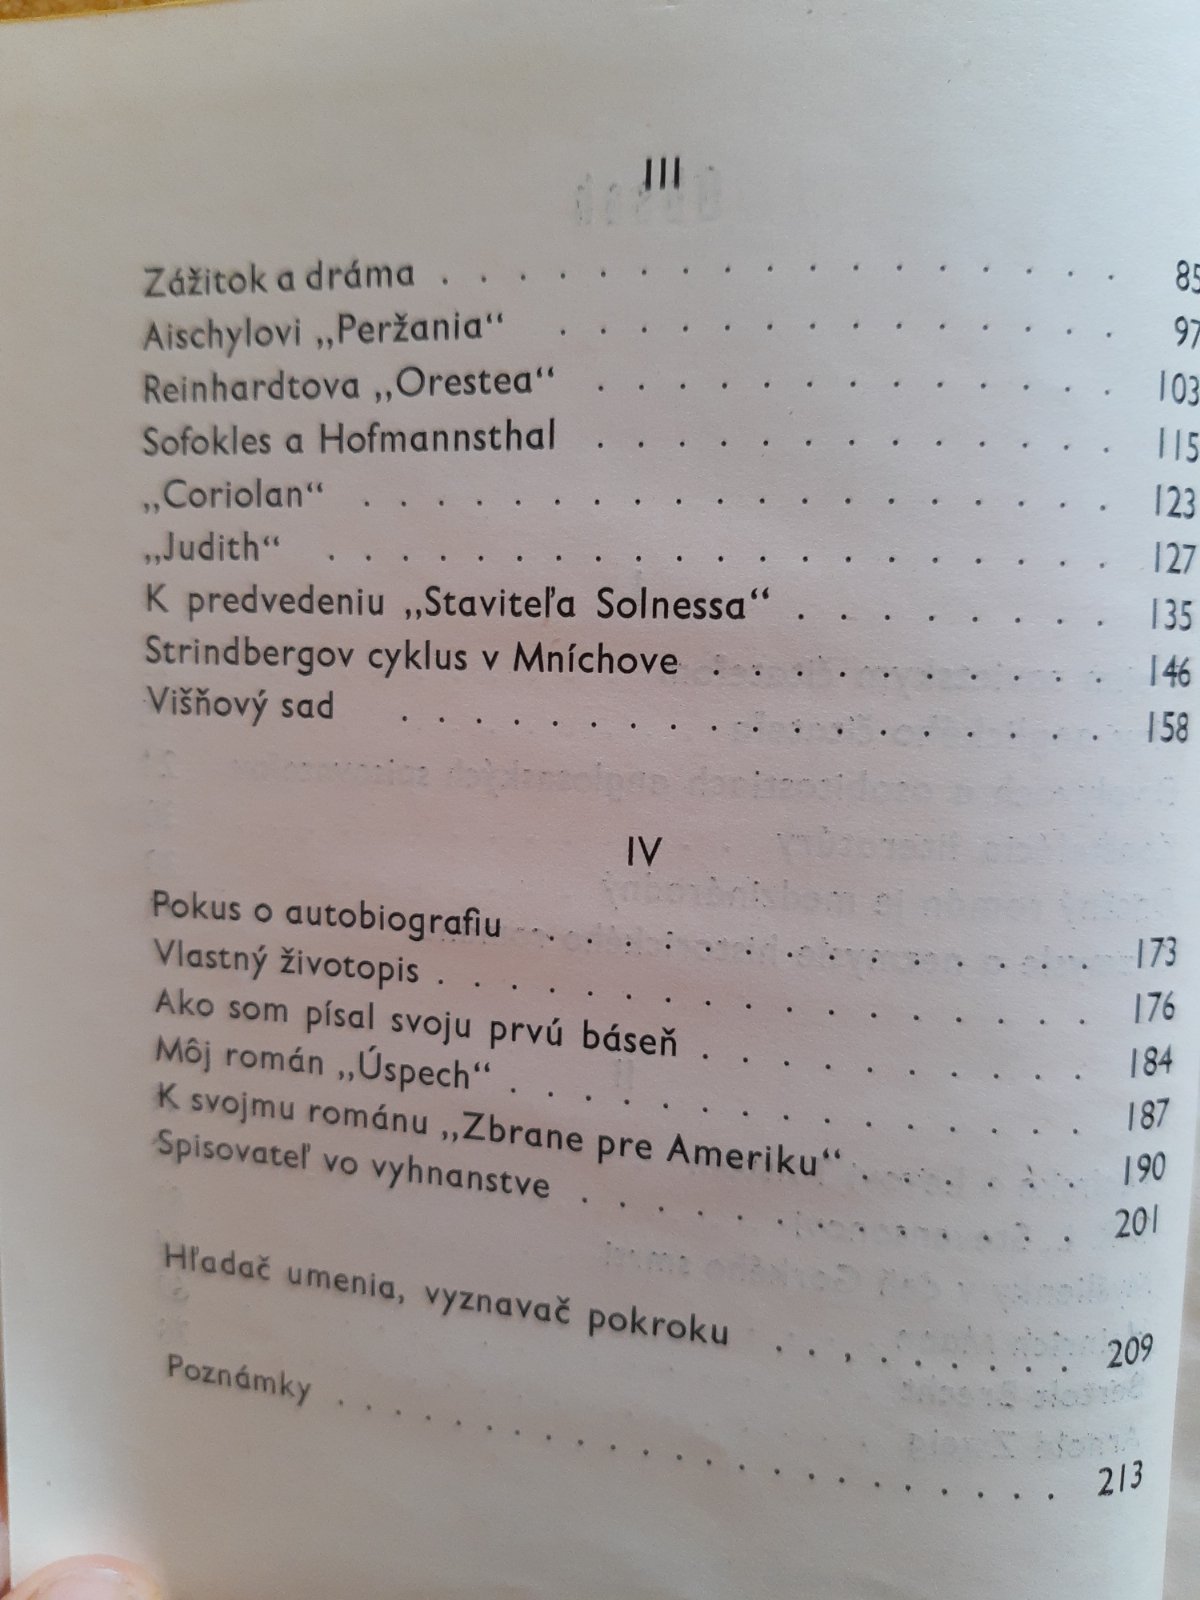 III
Zážitok a dráma . . . . . . . . . . . . . . . . . 85
Aischylovi „Peržania“ . . . . . . . . . . . . . . 97
Reinhardtova „Orestea“ . . . . . . . . . . . . . 103
Sofokles a Hofmannsthal . . . . . . . . . . . . . 115
„Coriolan“ . . . . . . . . . . . . . . . . . . . . 123
„Judith“ . . . . . . . . . . . . . . . . . . . . 127
K predvedeniu „Staviteľa Solnessa“ . . . . . . . . 135
Strindbergov cyklus v Mníchove . . . . . . . . . . 146
Višňový sad . . . . . . . . . . . . . . . . . . . 158
IV
Pokus o autobiografiu . . . . . . . . . . . . . . 173
Vlastný životopis . . . . . . . . . . . . . . . . 176
Ako som písal svoju prvú báseň . . . . . . . . . . 184
Môj román „Úspech“ . . . . . . . . . . . . . . . 187
K svojmu románu „Zbrane pre Ameriku“ . . . . . . 190
Spisovateľ vo vyhnanstve . . . . . . . . . . . . . 201
Hľadač umenia, vyznavač pokroku . . . . . . . . . 209
Poznámky . . . . . . . . . . . . . . . . . . . . 213